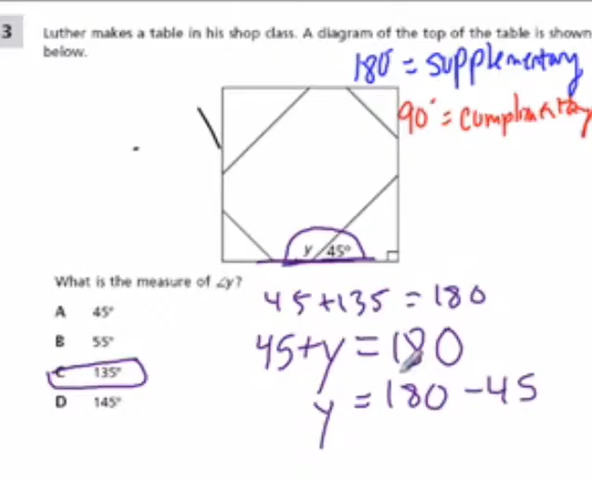 3 Luther makes a table in his shop class. A diagram of the top of the table is shown
below.
180° = supplementary
90° = complimentary
y 45°
What is the measure of ∠y?
A 45°
B 55°
C 135°
D 145°
45+135 = 180
45+y = 180
y = 180 - 45